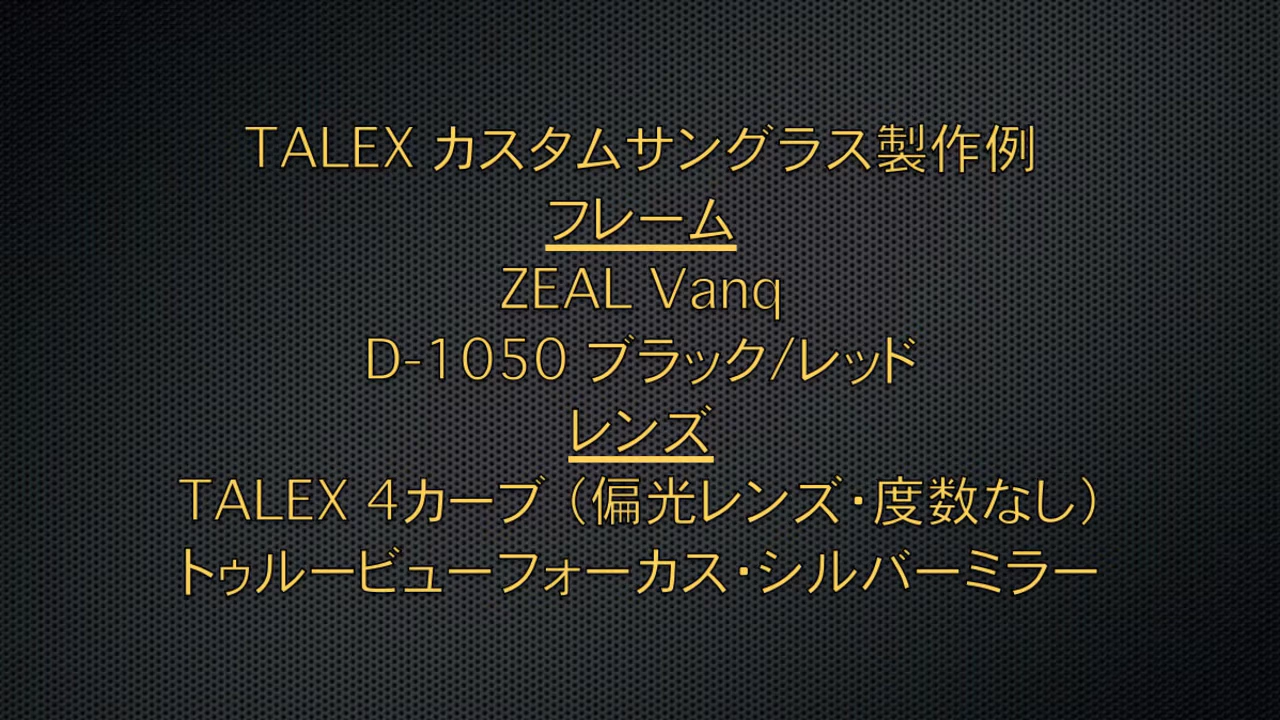 TALEX カスタムサングラス製作例
フレーム
ZEAL Vanq
D-1050 ブラック/レッド
レンズ
TALEX 4カーブ（偏光レンズ・度数なし）
トゥルービューフォーカス・シルバーミラー